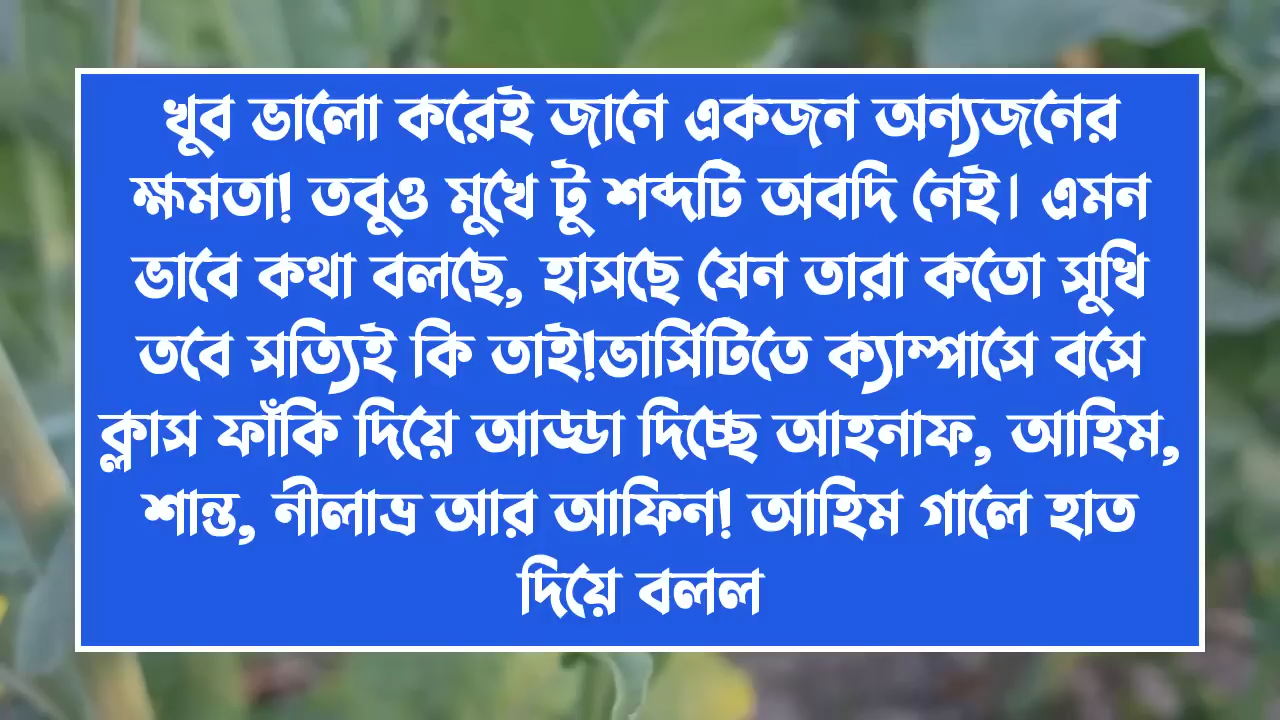 খুব ভালো করেই জানে একজন অন্যজনের
ক্ষমতা! তবুও মুখে টু শব্দটি অবদি নেই। এমন
ভাবে কথা বলছে, হাসছে যেন তারা কতো সুখি
তবে সত্যিই কি তাই!ভার্সিটিতে ক্যাম্পাসে বসে
ক্লাস ফাঁকি দিয়ে আড্ডা দিচ্ছে আহনাফ, আহিম,
শান্ত, নীলাভ্র আর আফিন! আহিম গালে হাত
দিয়ে বলল